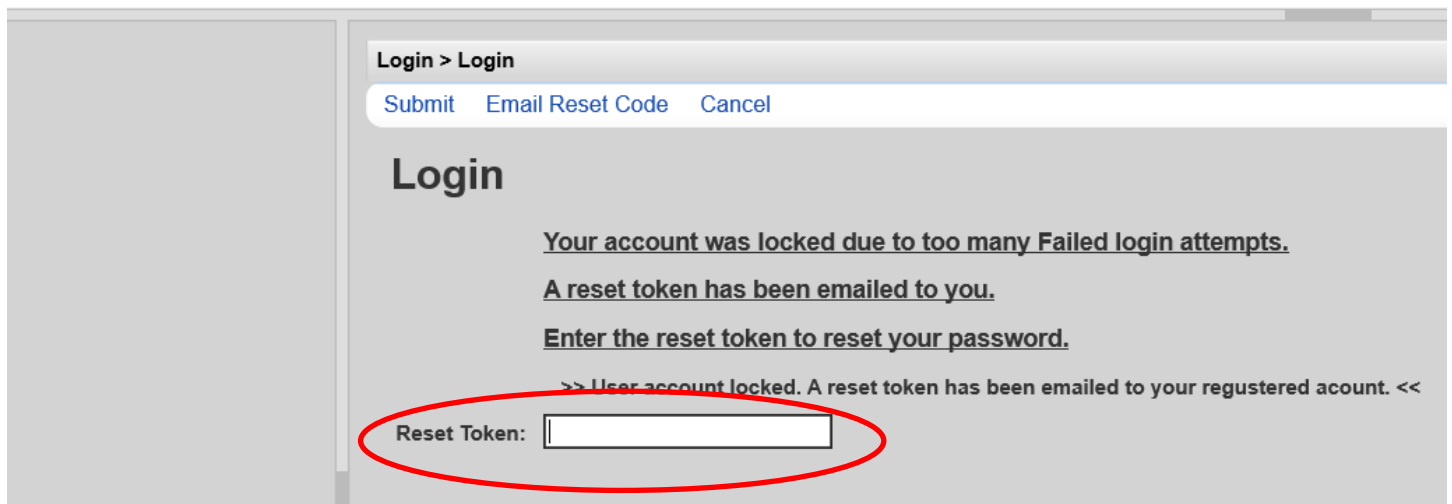 Login > Login
Submit Email Reset Code Cancel
Login
Your account was locked due to too many Failed login attempts.
A reset token has been emailed to you.
Enter the reset token to reset your password.
>> User account locked. A reset token has been emailed to your regustered acount. <<
Reset Token: